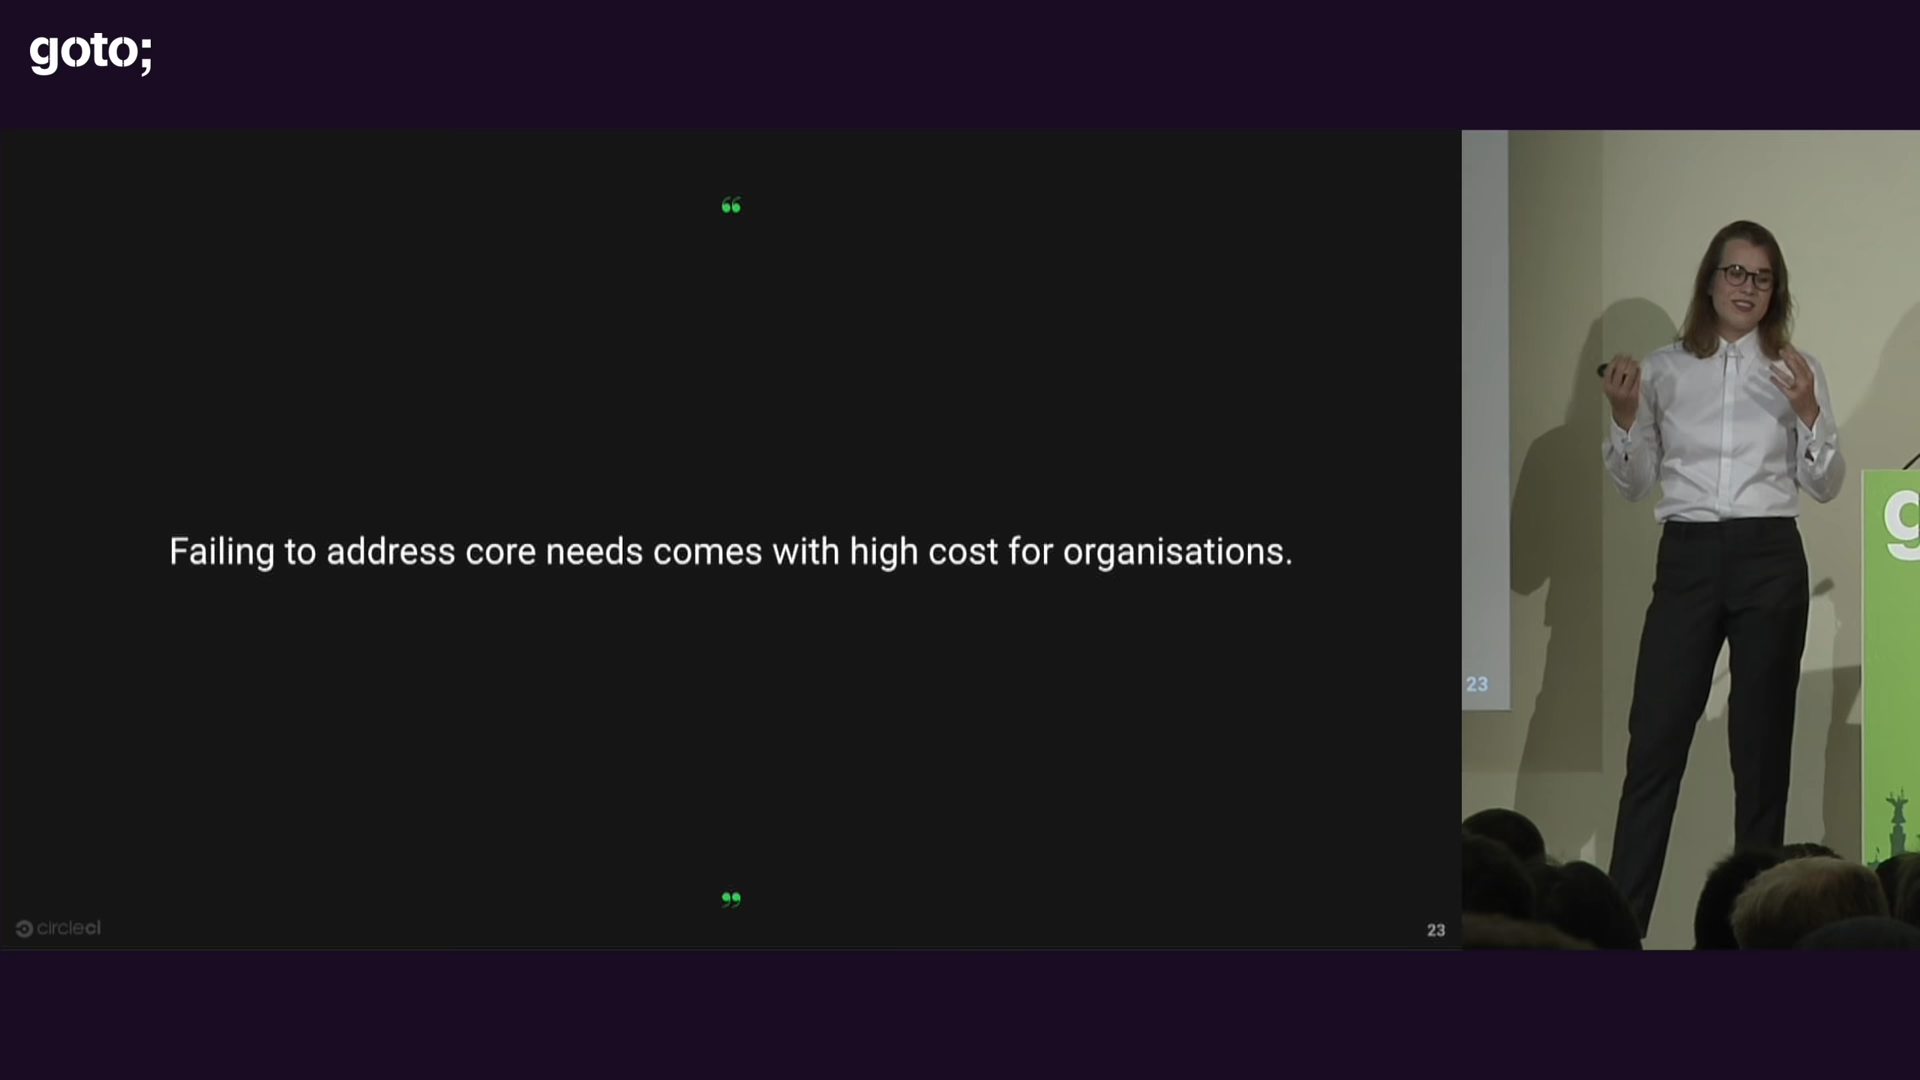 goto;
“
Failing to address core needs comes with high cost for organisations.
”
circleci
23
23
g